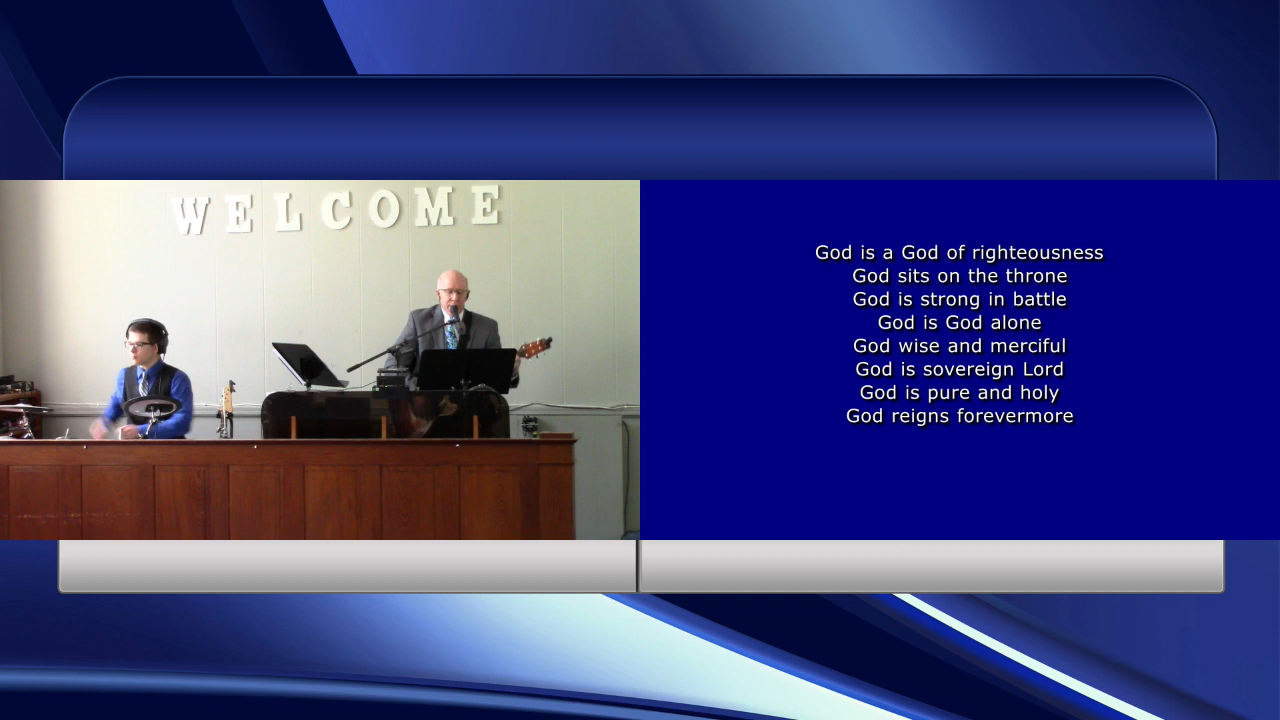 WELCOME
God is a God of righteousness
God sits on the throne
God is strong in battle
God is God alone
God wise and merciful
God is sovereign Lord
God is pure and holy
God reigns forevermore